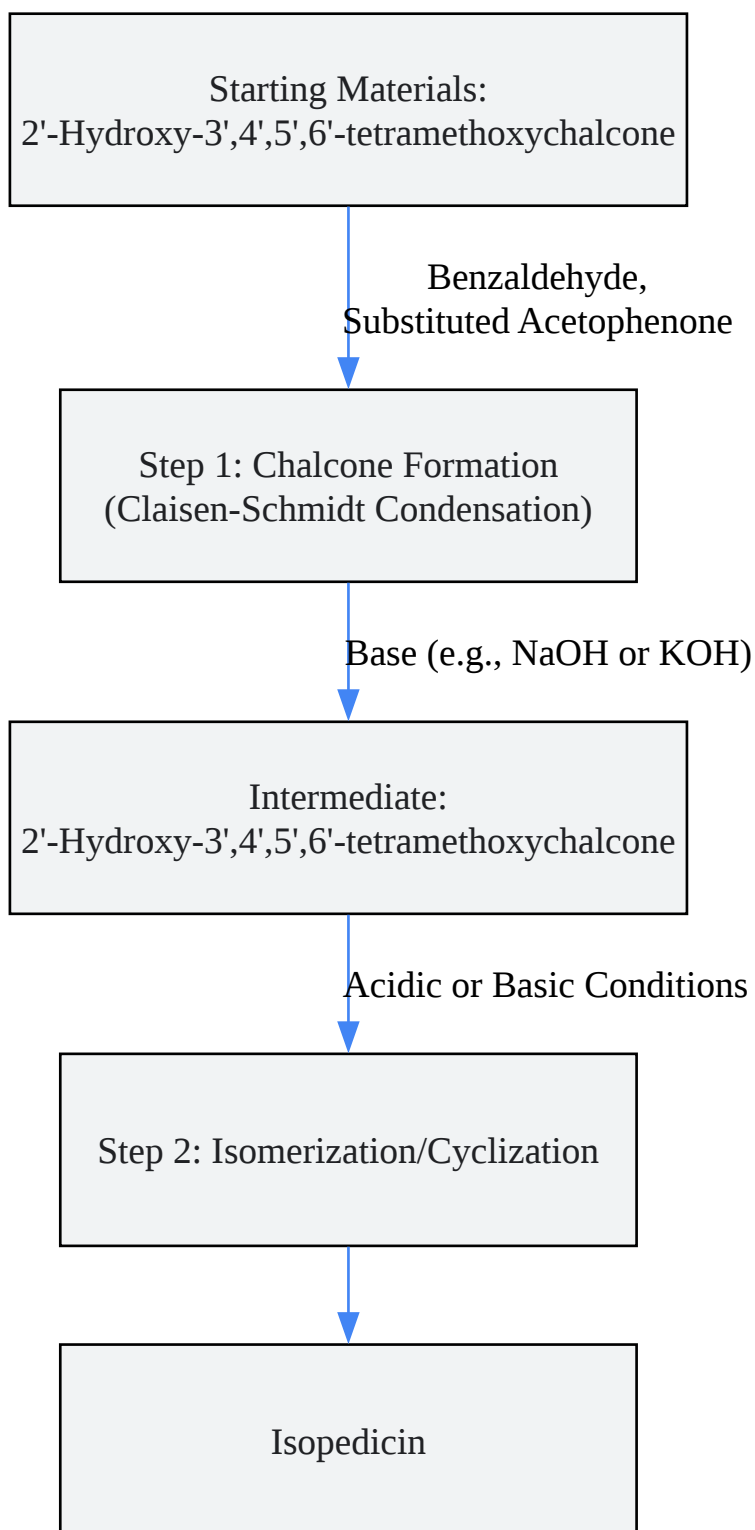 Starting Materials:
2'-Hydroxy-3',4',5',6'-tetramethoxychalcone
Benzaldehyde,
Substituted Acetophenone
Step 1: Chalcone Formation
(Claisen-Schmidt Condensation)
Base (e.g., NaOH or KOH)
Intermediate:
2'-Hydroxy-3',4',5',6'-tetramethoxychalcone
Acidic or Basic Conditions
Step 2: Isomerization/Cyclization
Isopedicin